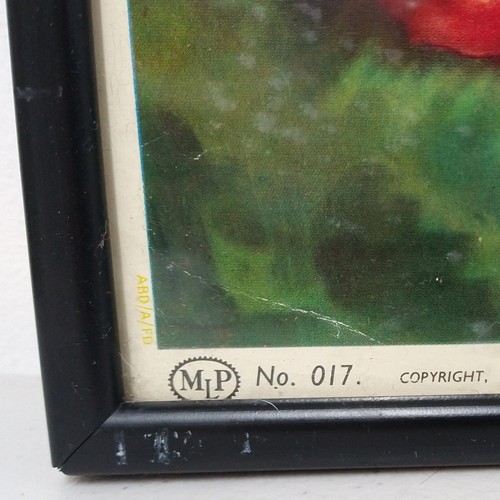 ABD/A/FD
MLP No. 017. COPYRIGHT,